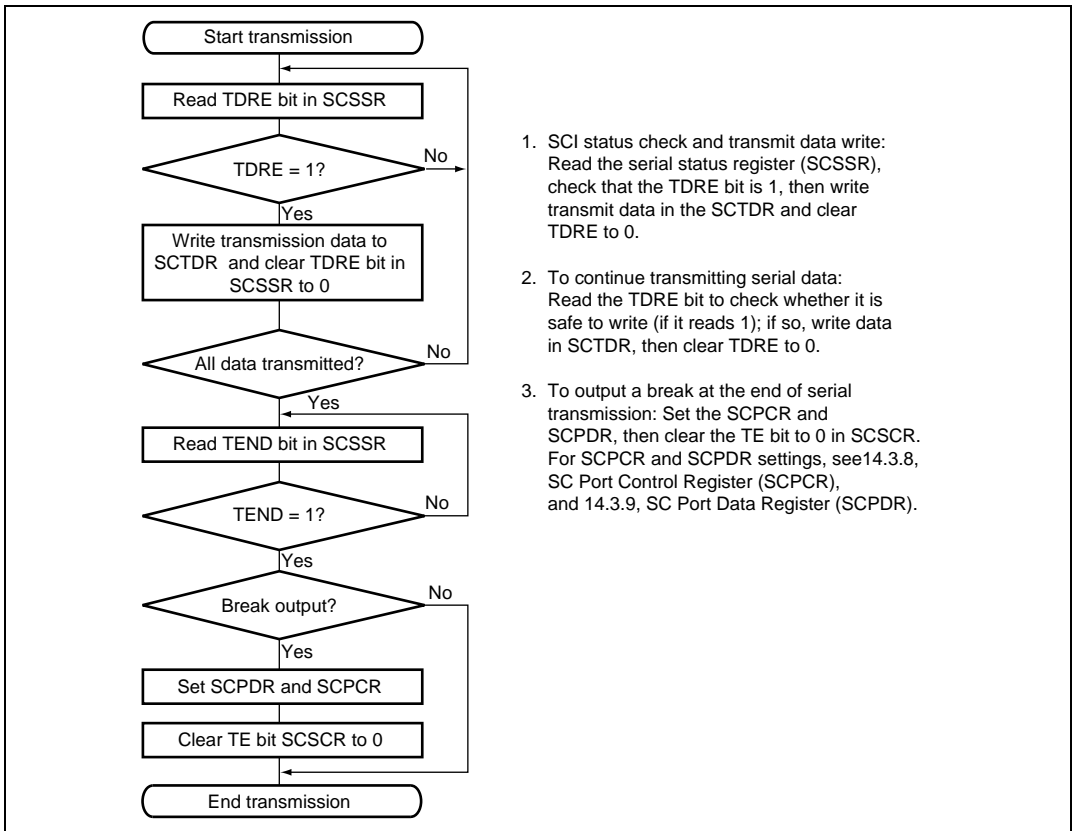 Start transmission
Read TDRE bit in SCSSR
TDRE = 1?
No
Yes
Write transmission data to
SCTDR and clear TDRE bit in
SCSSR to 0
All data transmitted?
No
Yes
Read TEND bit in SCSSR
TEND = 1?
No
Yes
Break output?
No
Yes
Set SCPDR and SCPCR
Clear TE bit SCSCR to 0
End transmission
1. SCI status check and transmit data write:
Read the serial status register (SCSSR),
check that the TDRE bit is 1, then write
transmit data in the SCTDR and clear
TDRE to 0.
2. To continue transmitting serial data:
Read the TDRE bit to check whether it is
safe to write (if it reads 1); if so, write data
in SCTDR, then clear TDRE to 0.
3. To output a break at the end of serial
transmission: Set the SCPCR and
SCPDR, then clear the TE bit to 0 in SCSCR.
For SCPCR and SCPDR settings, see14.3.8,
SC Port Control Register (SCPCR),
and 14.3.9, SC Port Data Register (SCPDR).